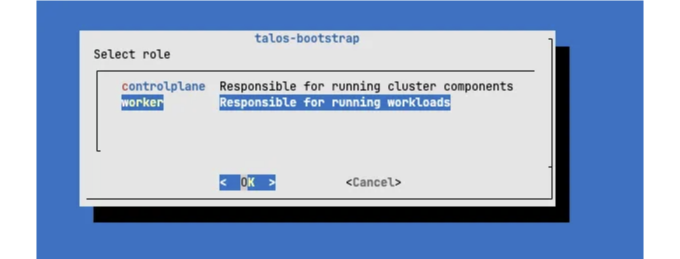 talos-bootstrap
Select role
controlplane  Responsible for running cluster components
worker  Responsible for running workloads
<  OK  >  <Cancel>